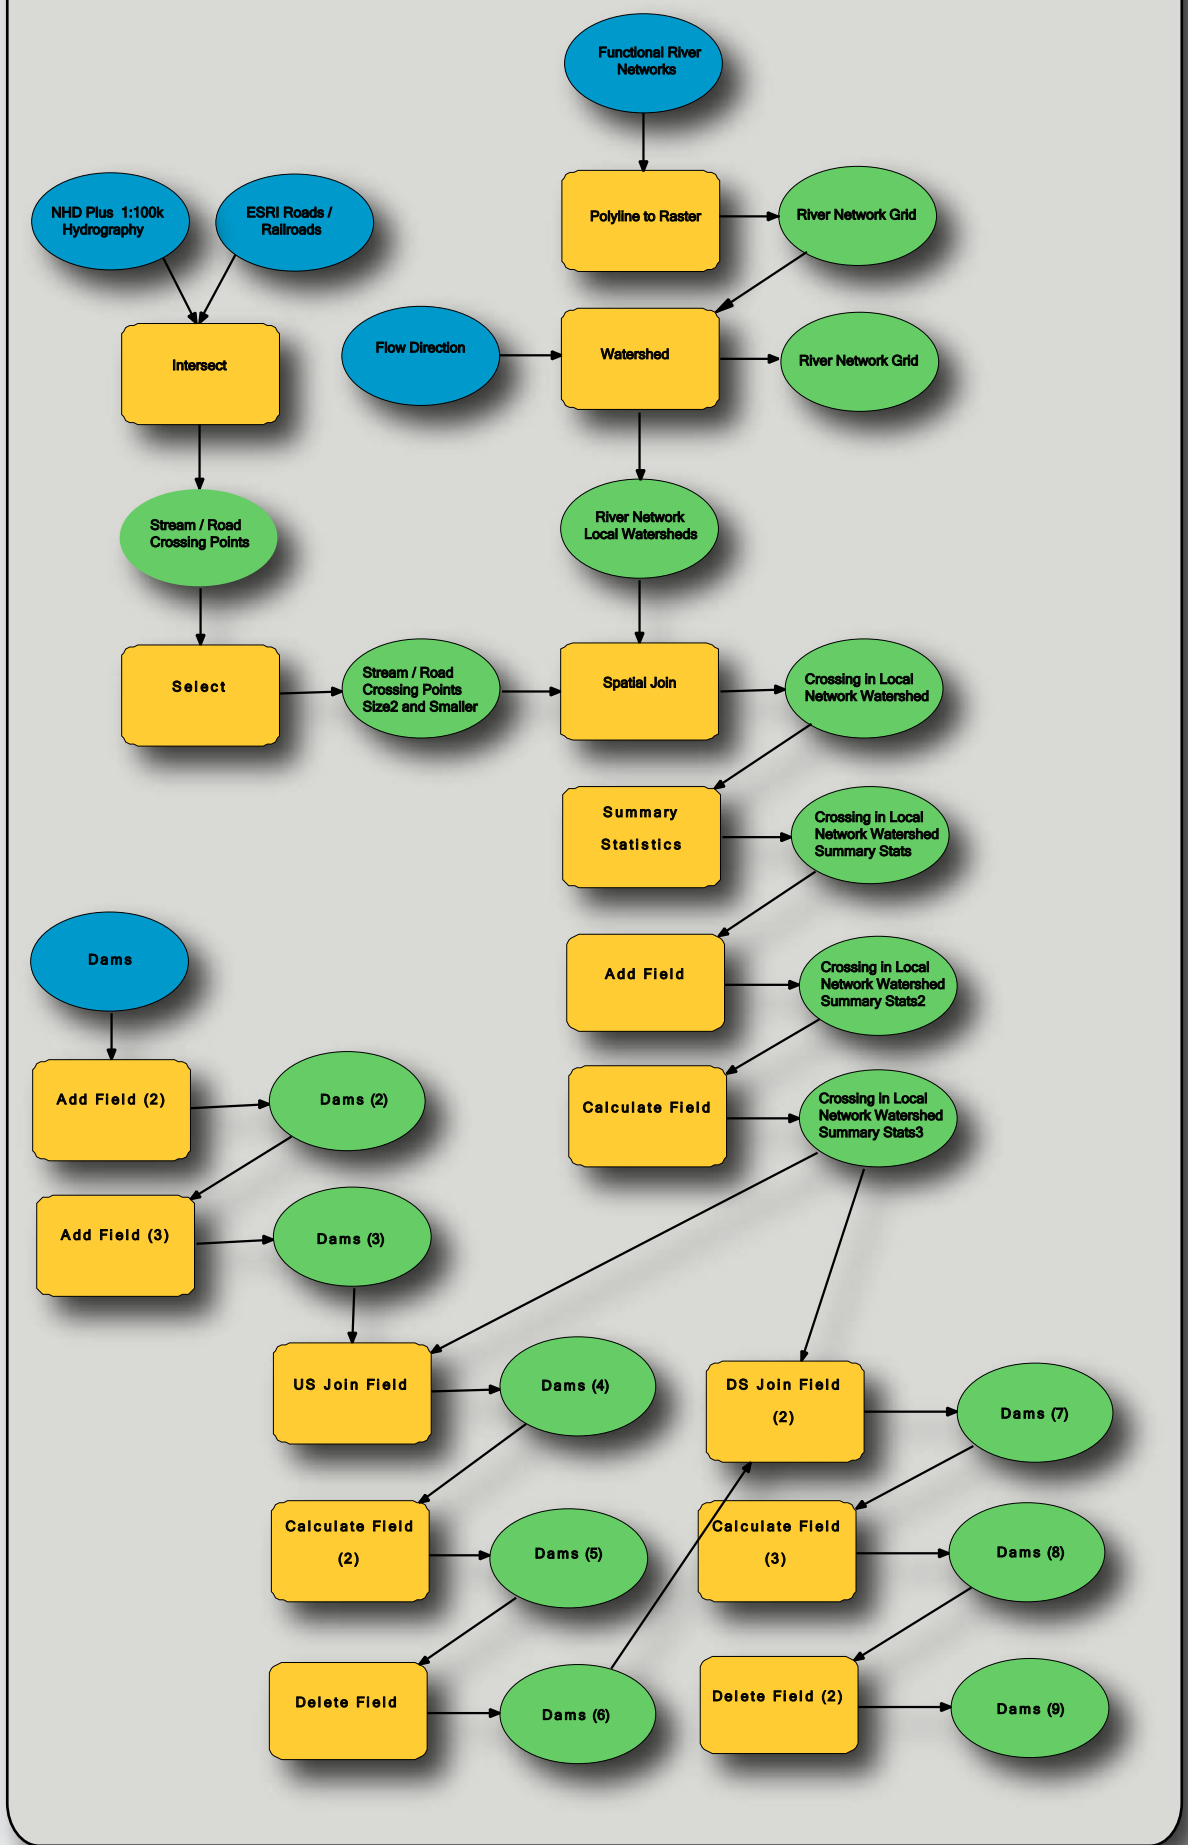 Functional River
Networks
NHD Plus 1:100k
Hydrography
ESRI Roads /
Railroads
Polyline to Raster
River Network Grid
Intersect
Flow Direction
Watershed
River Network Grid
Stream / Road
Crossing Points
River Network
Local Watersheds
Select
Stream / Road
Crossing Points
Size2 and Smaller
Spatial Join
Crossing in Local
Network Watershed
Summary
Statistics
Crossing in Local
Network Watershed
Summary Stats
Dams
Add Field
Crossing in Local
Network Watershed
Summary Stats2
Add Field (2)
Dams (2)
Calculate Field
Crossing in Local
Network Watershed
Summary Stats3
Add Field (3)
Dams (3)
US Join Field
Dams (4)
DS Join Field
(2)
Dams (7)
Calculate Field
(2)
Dams (5)
Calculate Field
(3)
Dams (8)
Delete Field
Dams (6)
Delete Field (2)
Dams (9)